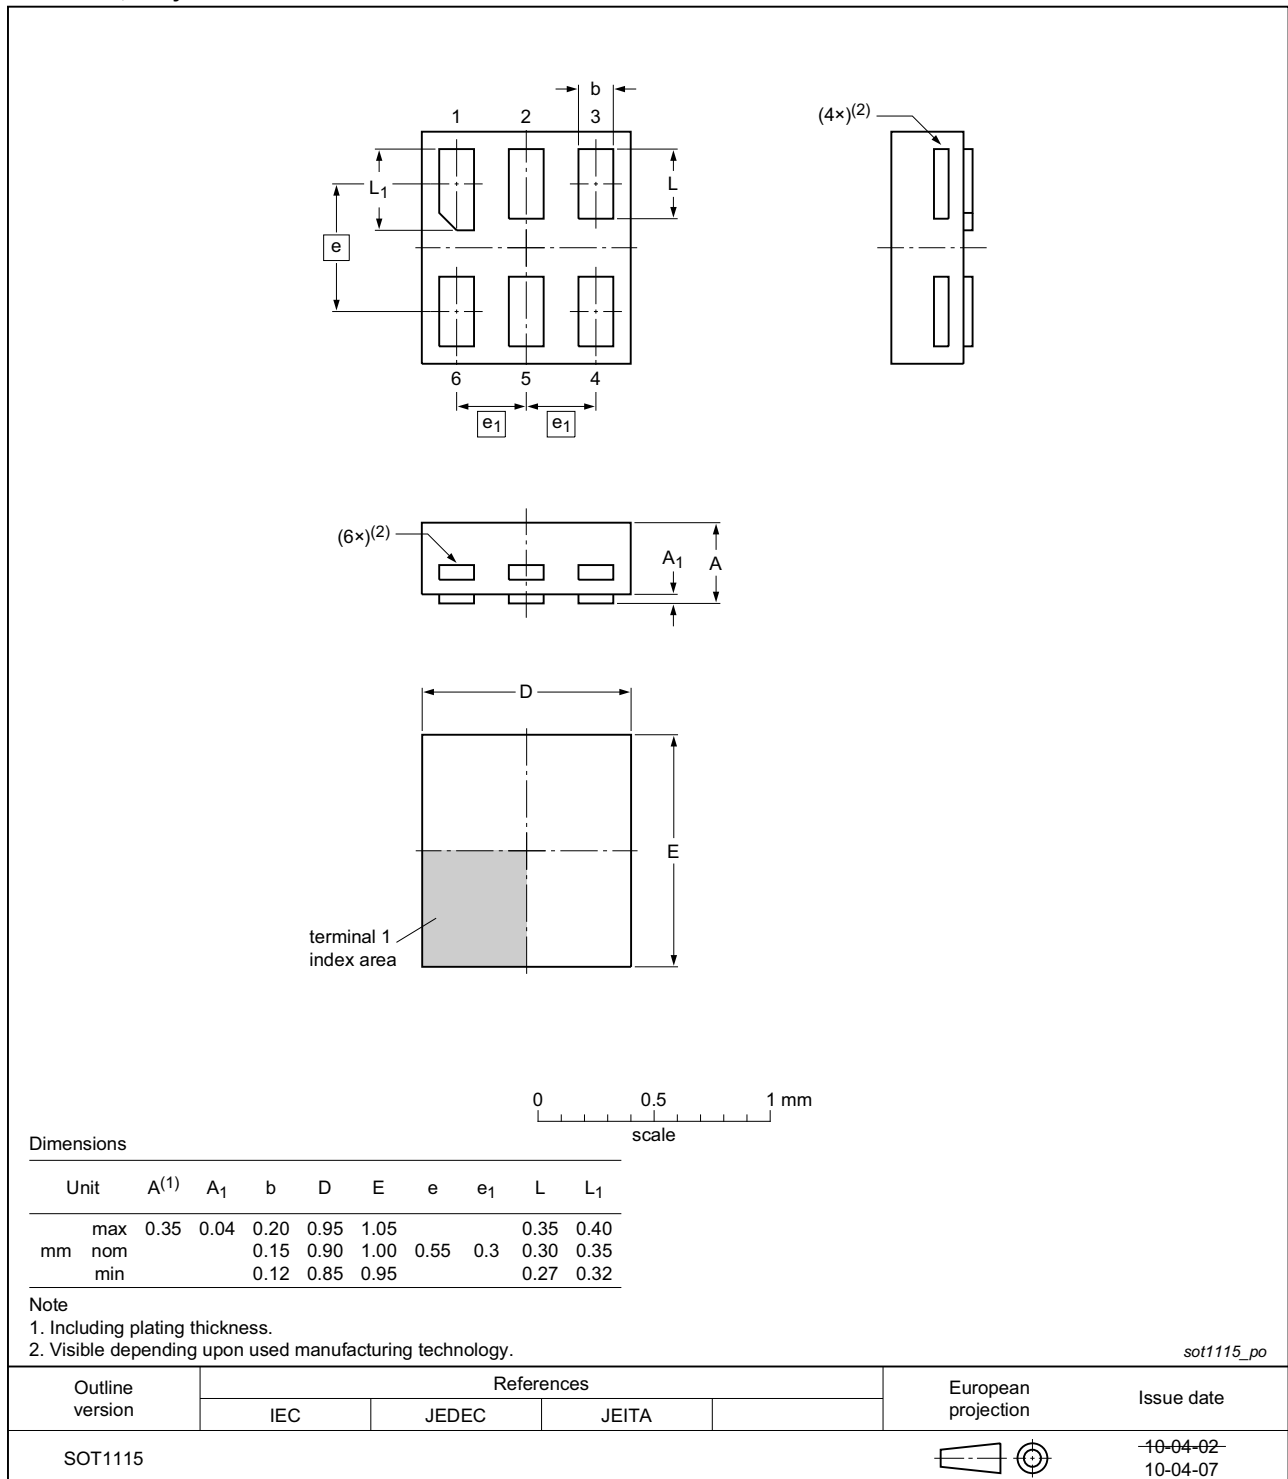 b
1 2 3
(4×)(2)
L1
L
e
6 5 4
e1 e1
(6×)(2)
A1
A
D
E
terminal 1
index area
0 0.5 1 mm
scale
Dimensions
Unit A(1) A1 b D E e e1 L L1
max 0.35 0.04 0.20 0.95 1.05 0.35 0.40
mm nom 0.15 0.90 1.00 0.55 0.3 0.30 0.35
min 0.12 0.85 0.95 0.27 0.32
Note
1. Including plating thickness.
2. Visible depending upon used manufacturing technology.
sot1115_po
Outline
version
References
IEC JEDEC JEITA
European
projection
Issue date
SOT1115
10-04-02
10-04-07